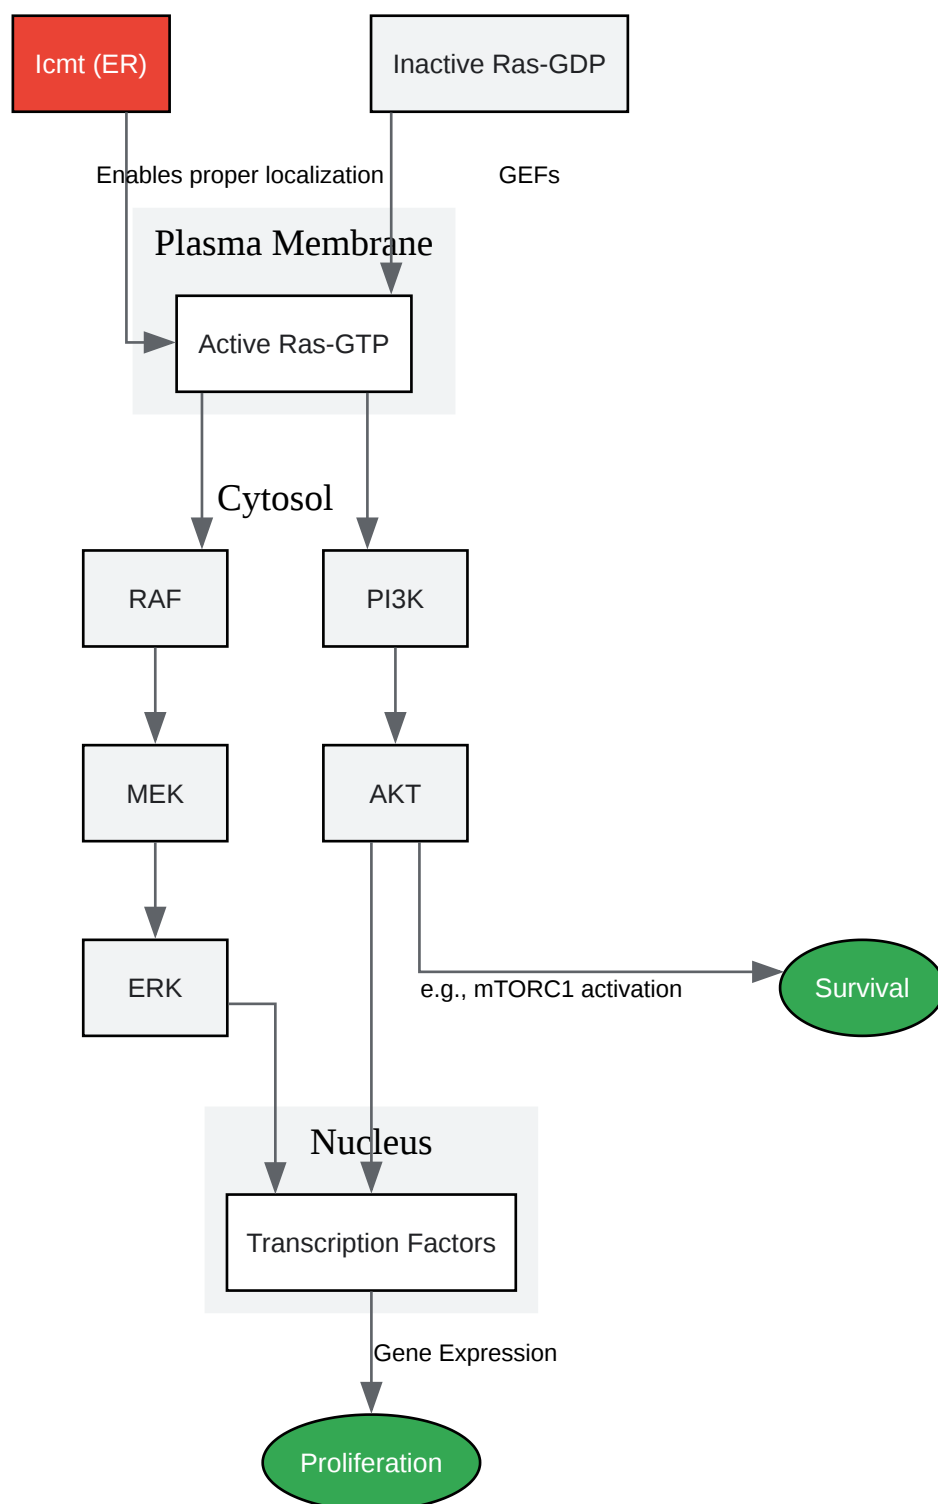 Icmt (ER)
Inactive Ras-GDP
Enables proper localization
GEFs
Plasma Membrane
Active Ras-GTP
Cytosol
RAF
PI3K
MEK
AKT
ERK
e.g., mTORC1 activation
Survival
Nucleus
Transcription Factors
Gene Expression
Proliferation